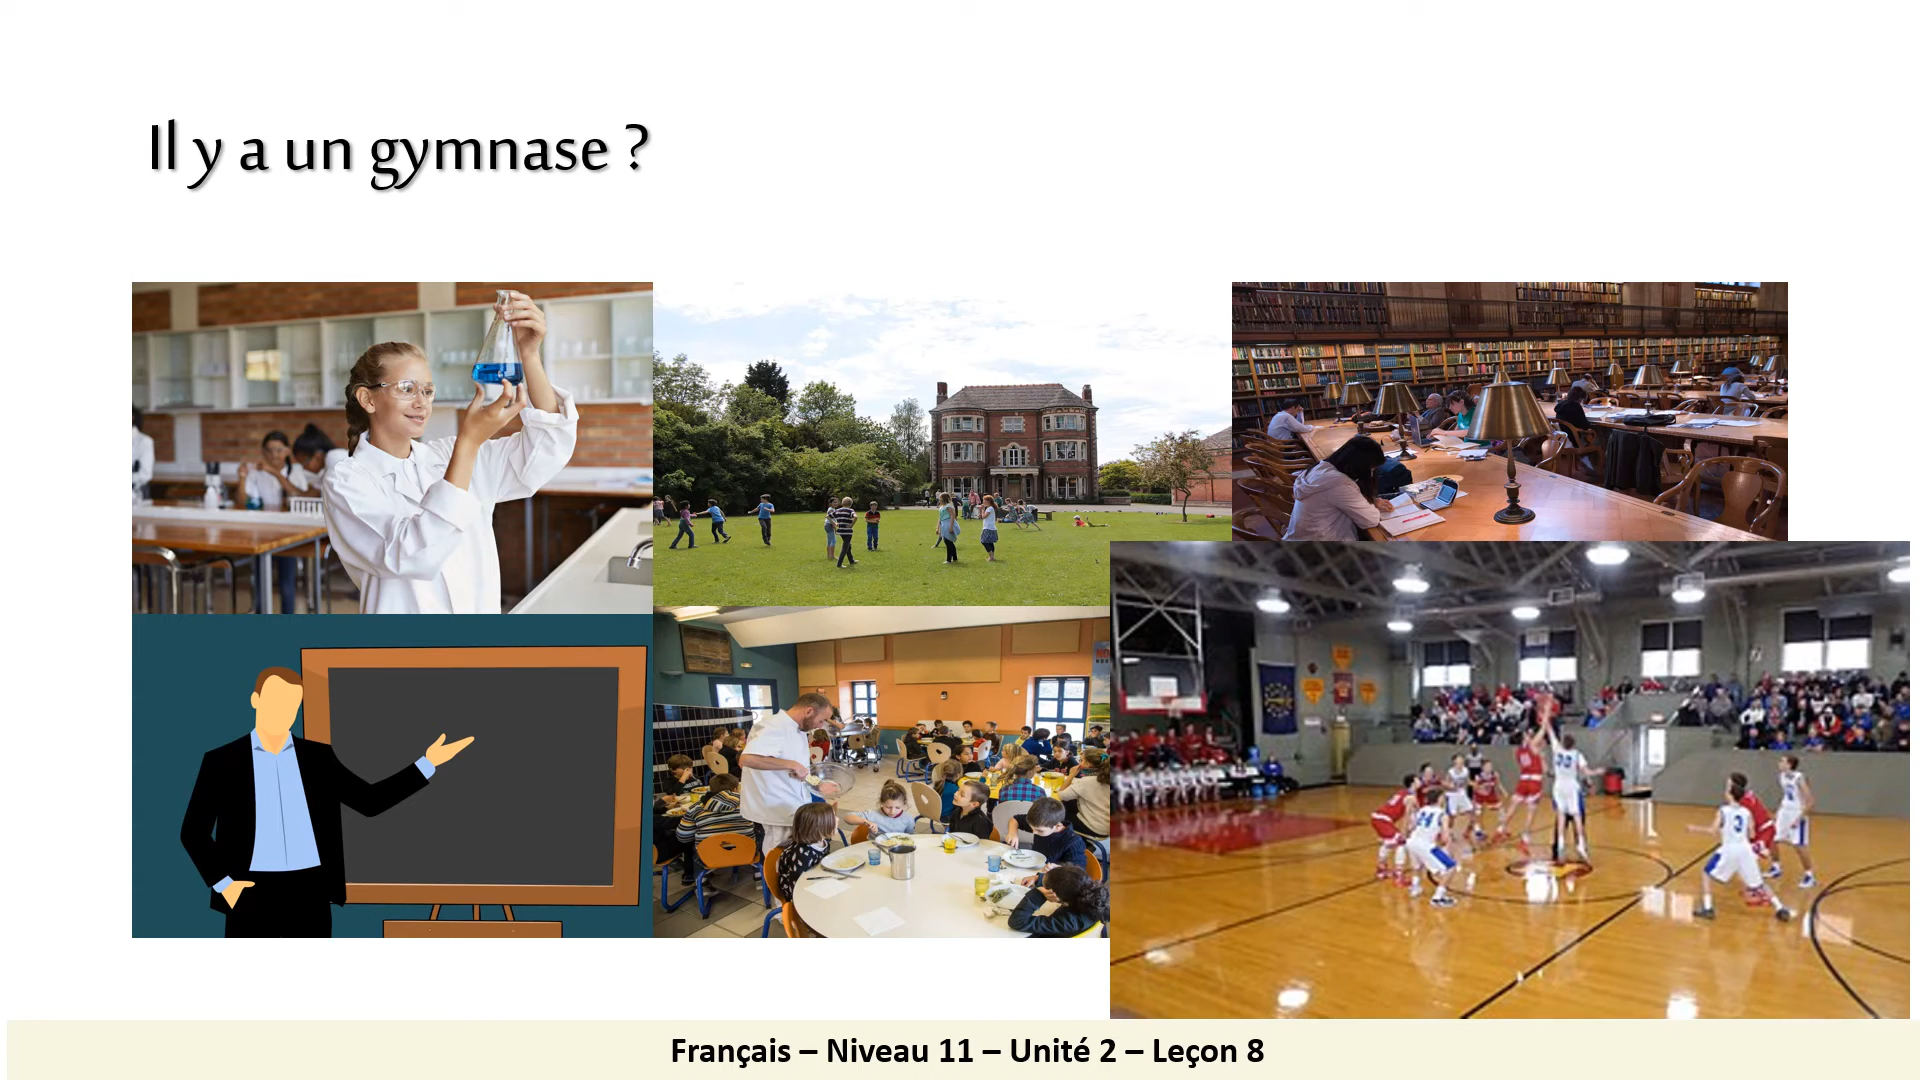 Il y a un gymnase ?
Français – Niveau 11 – Unité 2 – Leçon 8